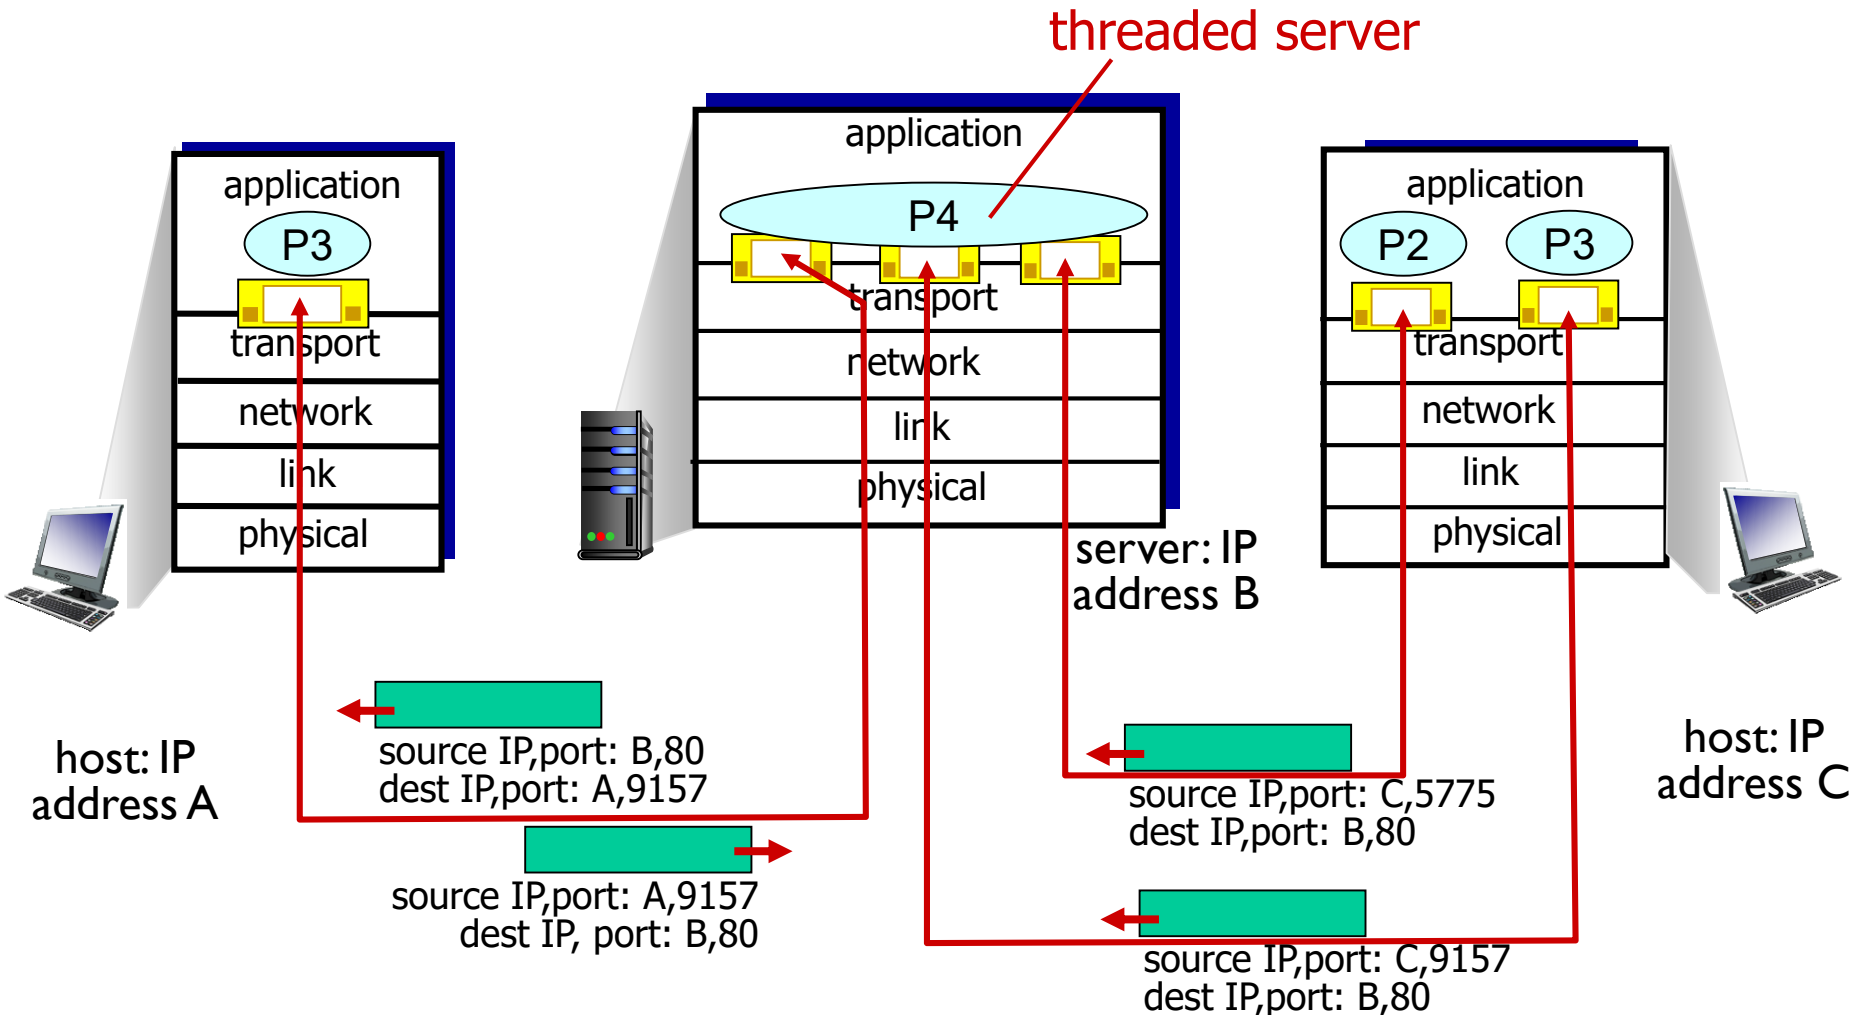 threaded server
application
P3
transport
network
link
physical
application
P4
transport
network
link
physical
application
P2
P3
transport
network
link
physical
server: IP
address B
host: IP
address A
host: IP
address C
source IP,port: B,80
dest IP,port: A,9157
source IP,port: A,9157
dest IP, port: B,80
source IP,port: C,5775
dest IP,port: B,80
source IP,port: C,9157
dest IP,port: B,80